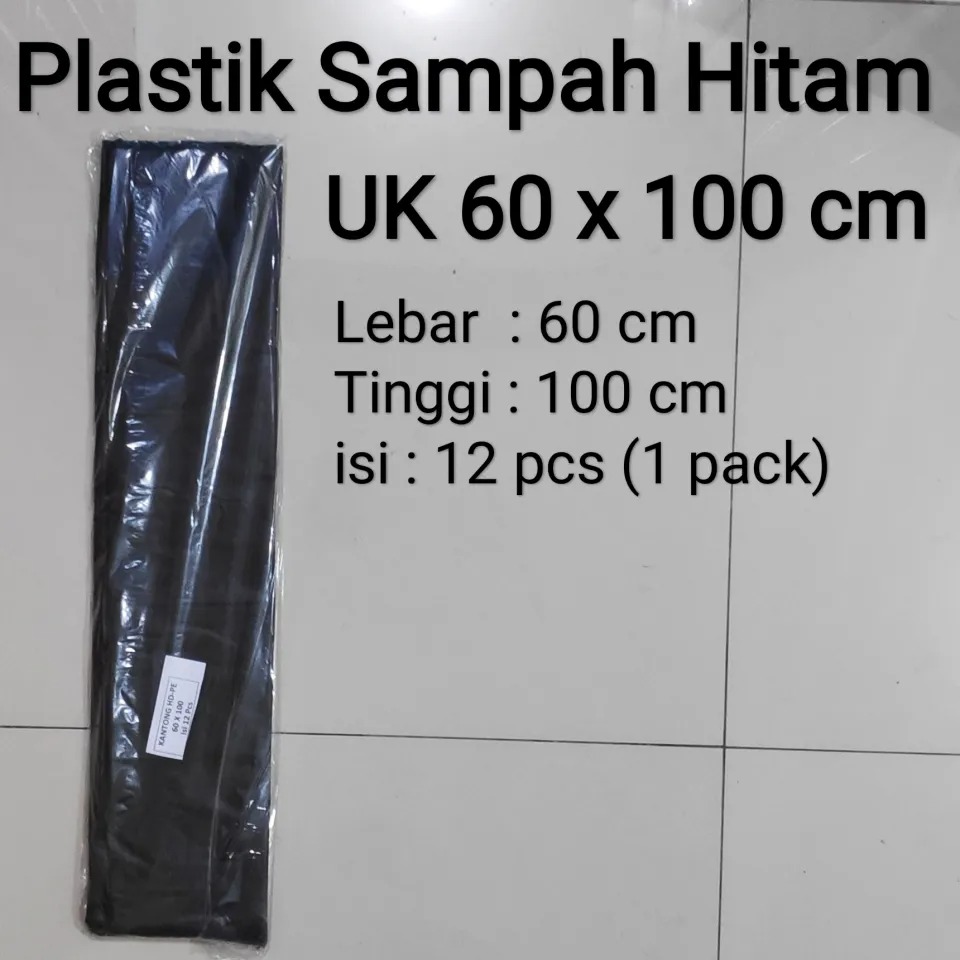 Plastik Sampah Hitam
UK 60 x 100 cm
Lebar : 60 cm
Tinggi : 100 cm
isi : 12 pcs (1 pack)
KANTONG HD-PE
60 X 100
Isi 12 Pcs